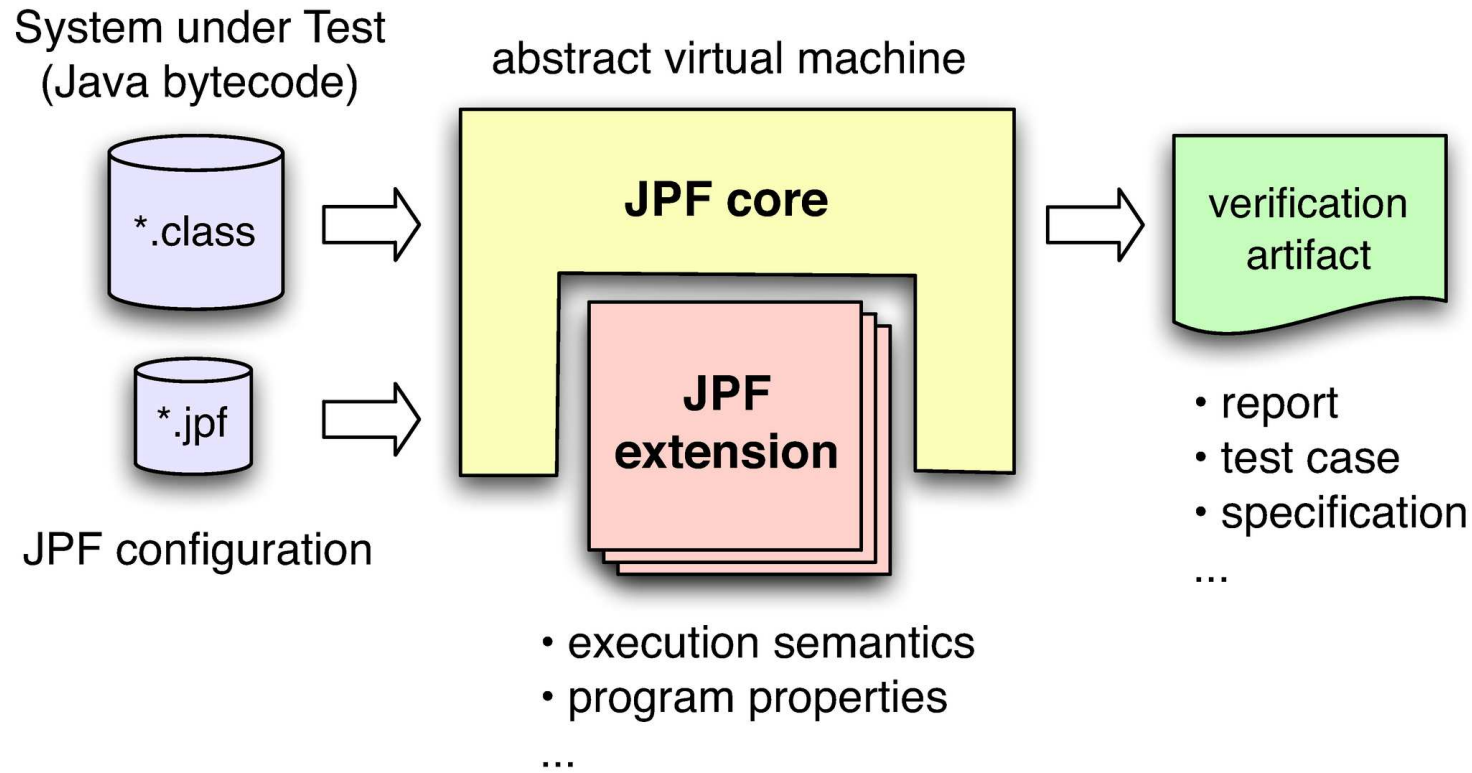 System under Test
(Java bytecode)
*.class
*.jpf
JPF configuration
abstract virtual machine
JPF core
JPF
extension
• execution semantics
• program properties
...
verification
artifact
• report
• test case
• specification
...